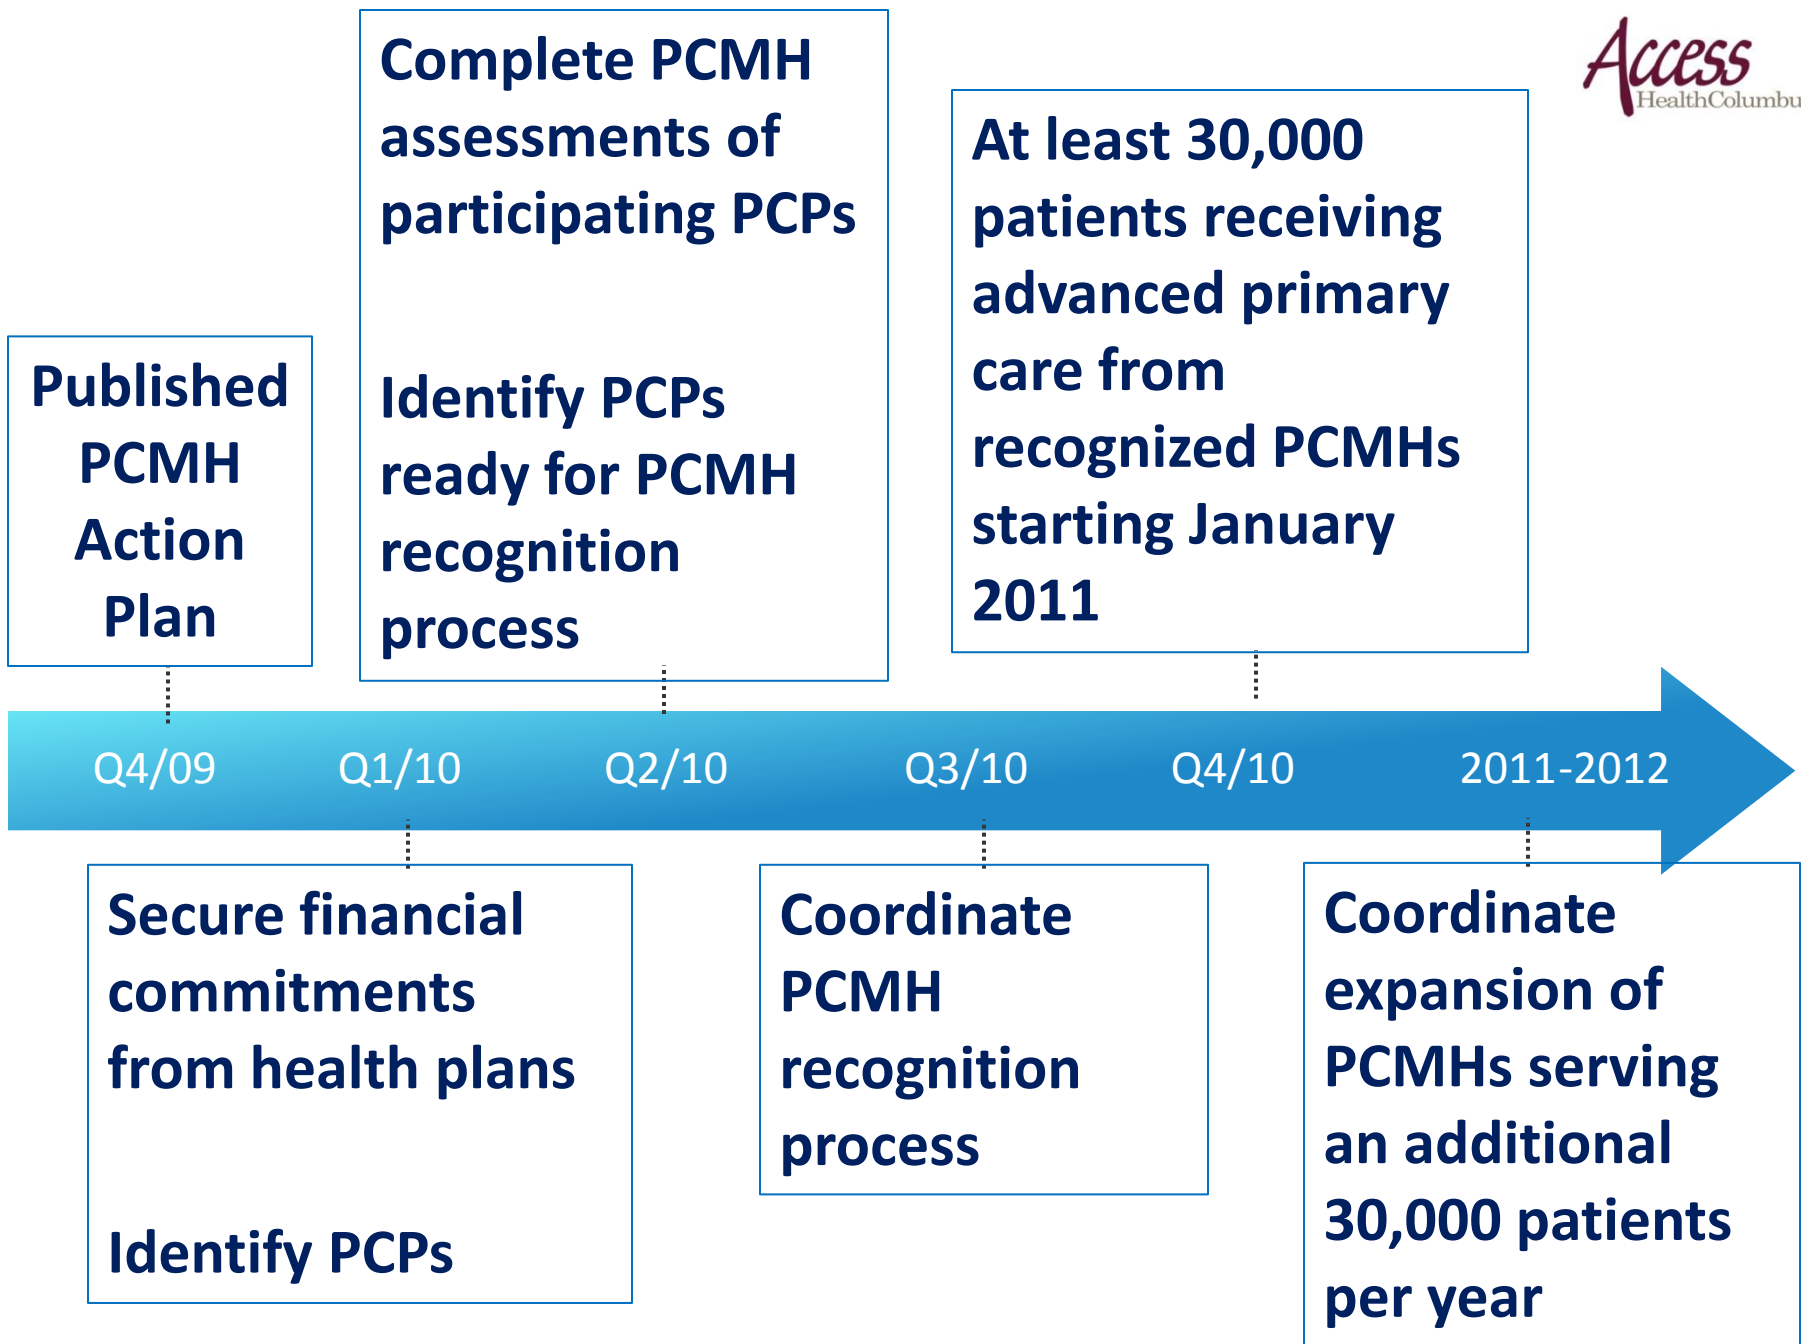 Access
HealthColumbu
Complete PCMH
assessments of
participating PCPs
Identify PCPs
ready for PCMH
recognition
process
At least 30,000
patients receiving
advanced primary
care from
recognized PCMHs
starting January
2011
Published
PCMH
Action
Plan
Q4/09
Q1/10
Q2/10
Q3/10
Q4/10
2011-2012
Secure financial
commitments
from health plans
Identify PCPs
Coordinate
PCMH
recognition
process
Coordinate
expansion of
PCMHs serving
an additional
30,000 patients
per year